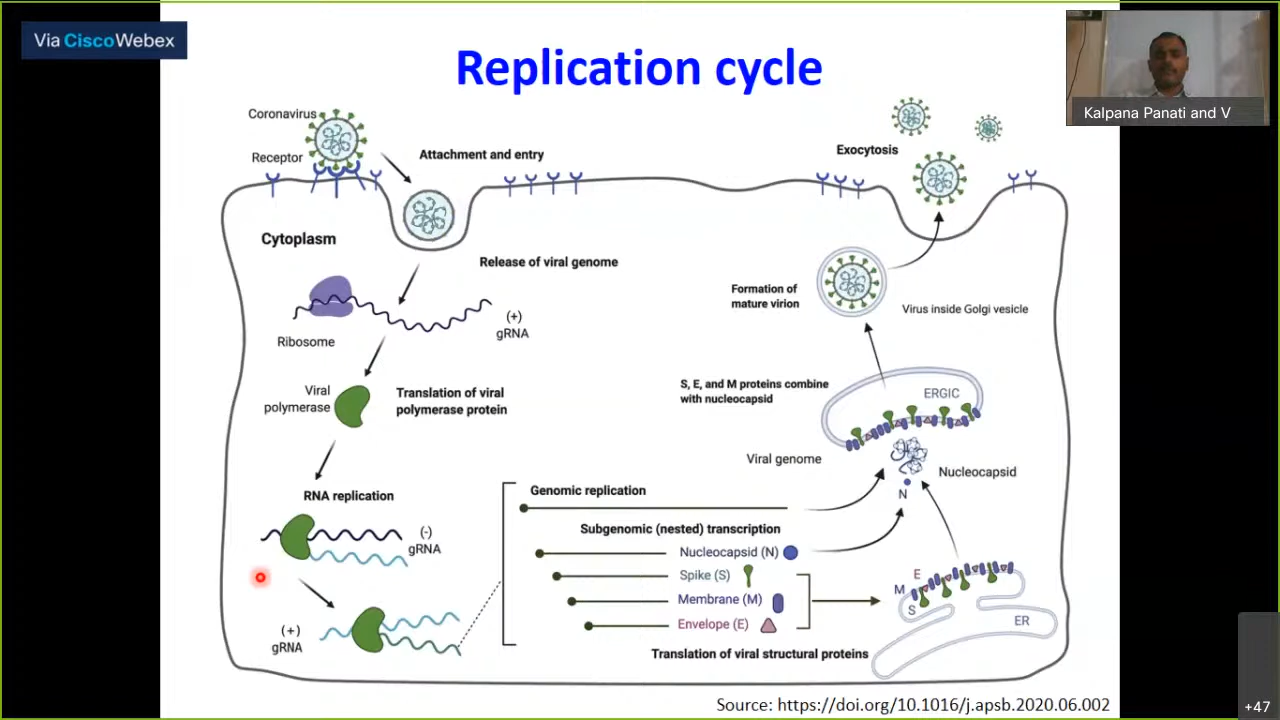 Via CiscoWebex
Replication cycle
Kalpana Panati and V
Coronavirus
Receptor
Attachment and entry
Exocytosis
Cytoplasm
Release of viral genome
Ribosome
(+)
gRNA
Formation of
mature virion
Virus inside Golgi vesicle
Viral
polymerase
Translation of viral
polymerase protein
S, E, and M proteins combine
with nucleocapsid
ERGIC
Viral genome
Nucleocapsid
N
RNA replication
(-)
gRNA
Genomic replication
Subgenomic (nested) transcription
Nucleocapsid (N)
Spike (S)
Membrane (M)
Envelope (E)
E
M
S
ER
(+)
gRNA
Translation of viral structural proteins
Source: https://doi.org/10.1016/j.apsb.2020.06.002
+47